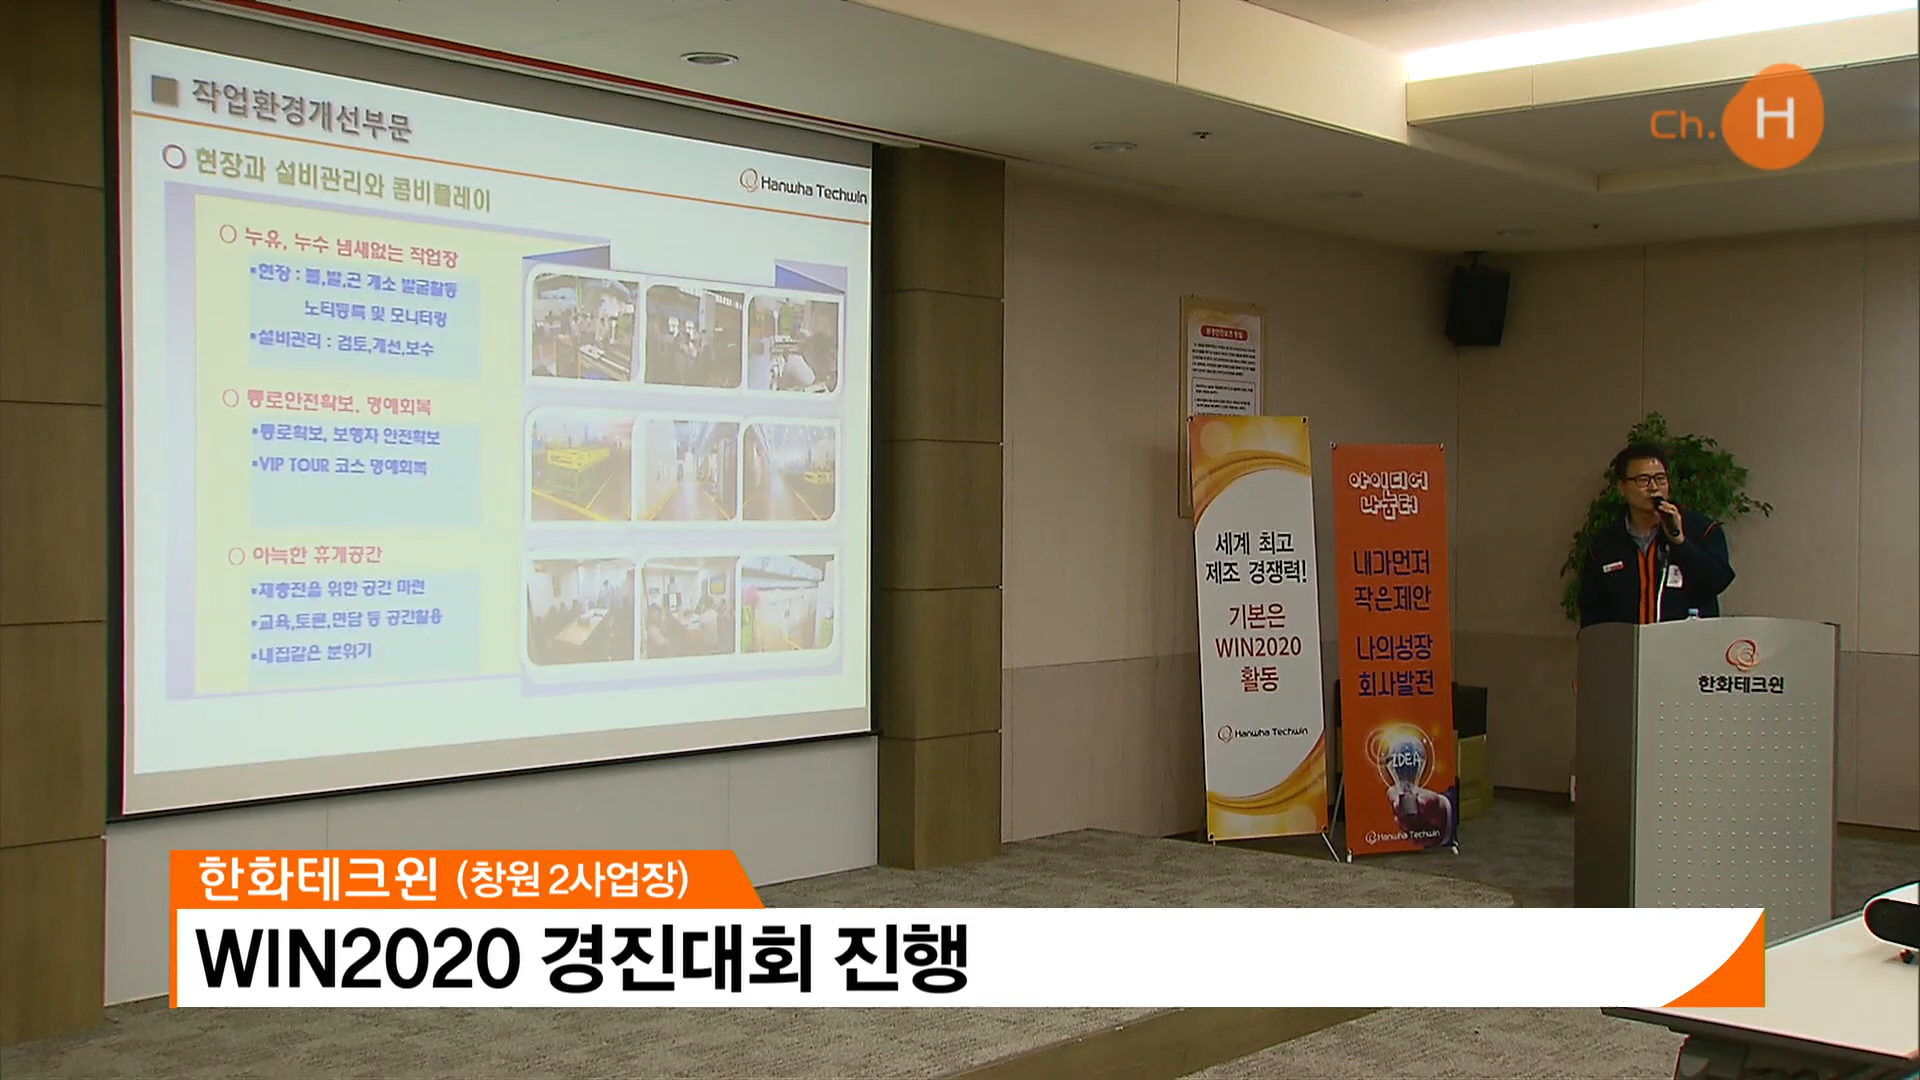 작업환경개선부문
현장과 설비관리와 콤비플레이
Hanwha Techwin
누유, 누수 냄새없는 작업장
•현장 : 불,발,곤 개소 발굴활동
노티등록 및 모니터링
•설비관리 : 검토,개선,보수
통로안전확보, 명예회복
•통로확보, 보행자 안전확보
•VIP TOUR 코스 명예회복
아늑한 휴게공간
•재충전을 위한 공간 마련
•교육,토론,면담 등 공간활용
•내집같은 분위기
Ch. H
세계 최고
제조 경쟁력!
기본은
WIN2020
활동
Hanwha Techwin
아이디어
나눔터
내가먼저
작은제안
나의성장
회사발전
IDEA
Hanwha Techwin
한화테크윈
한화테크윈 (창원2사업장)
WIN2020 경진대회 진행